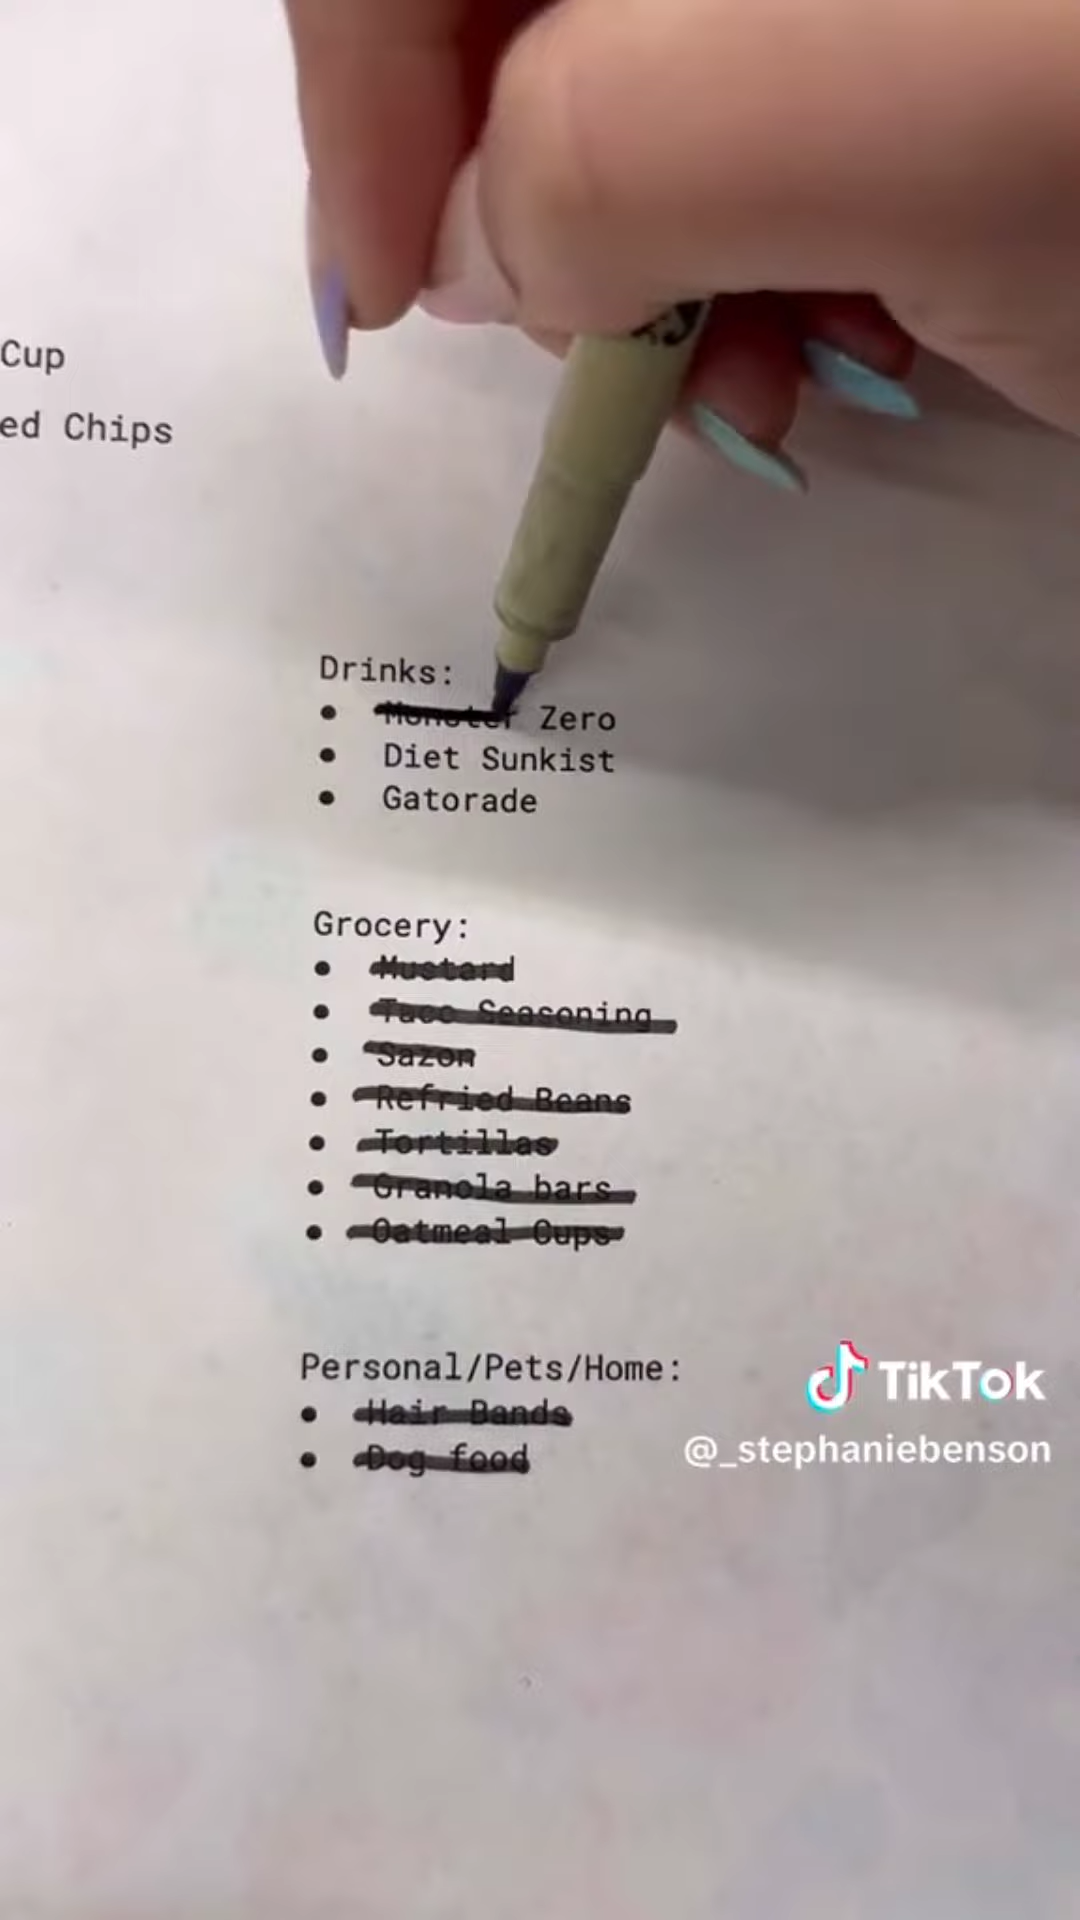 Cup
ed Chips
Drinks:
• Monster Zero
• Diet Sunkist
• Gatorade
Grocery:
• Mustard
• Taco Seasoning
• Sazon
• Refried Beans
• Tortillas
• Granola bars
• Oatmeal Cups
Personal/Pets/Home:
• Hair Bands
• Dog food
TikTok
@_stephaniebenson